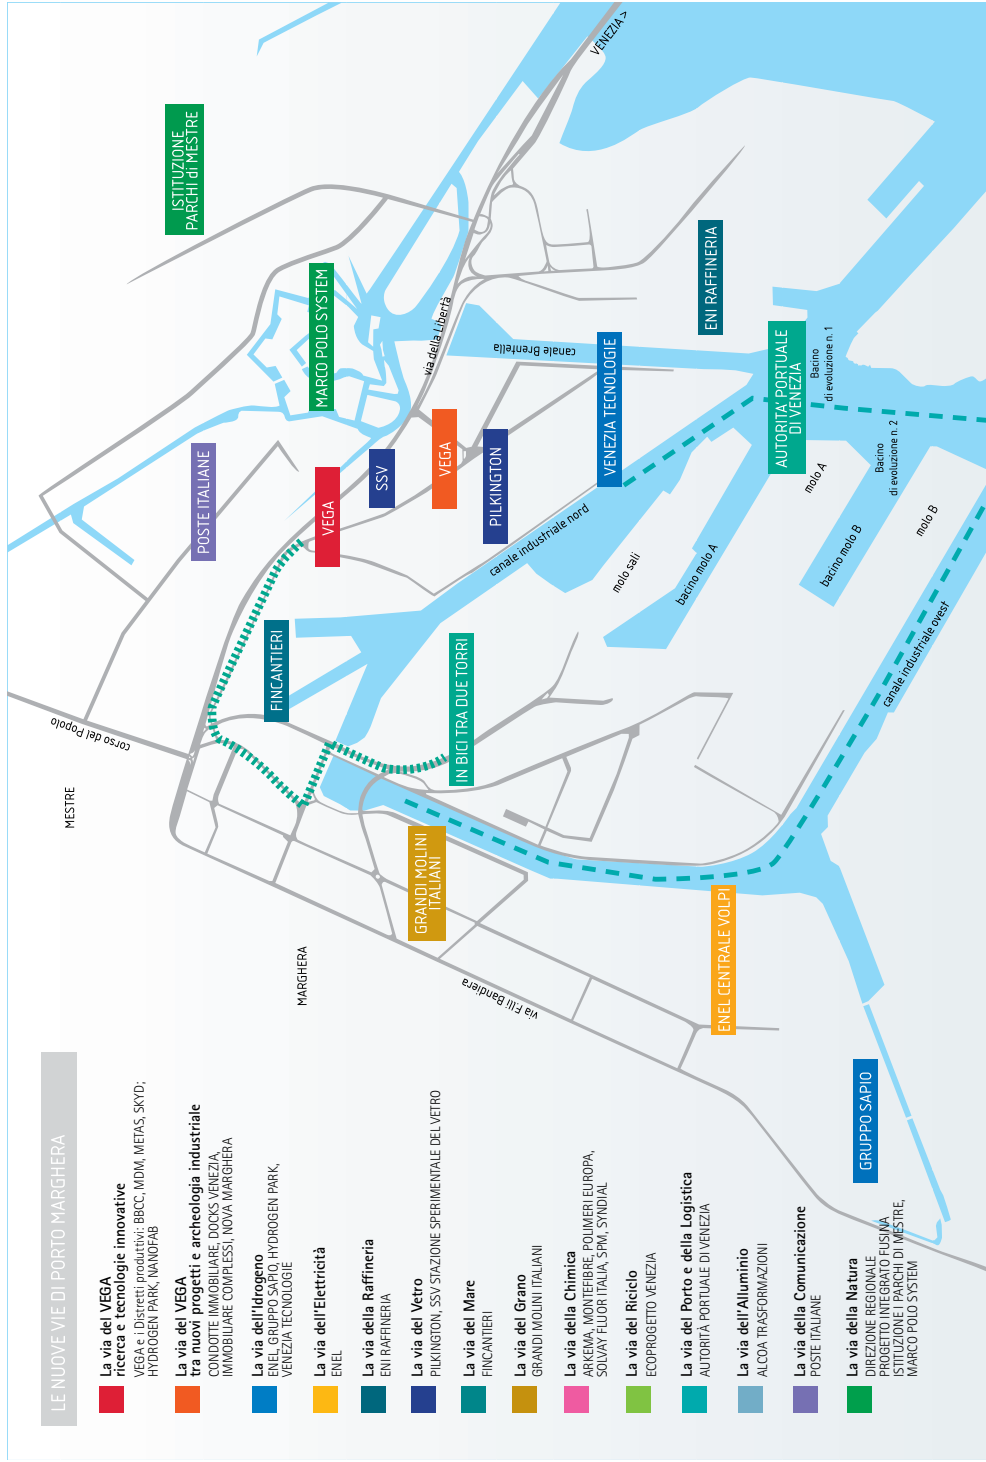 LE NUOVE VIE DI PORTO MARGHERA
La via del VEGA
ricerca e tecnologie innovative
VEGA e i Distretti produttivi: BBCC, MDM, METAS, SKYD;
HYDROGEN PARK, NANOFAB
La via del VEGA
tra nuovi progetti e archeologia industriale
CONDOTTE IMMOBILIARE, DOCKS VENEZIA,
IMMOBILIARE COMPLESSI, NOVA MARGHERA
La via dell'Idrogeno
ENEL, GRUPPO SAPIO, HYDROGEN PARK,
VENEZIA TECNOLOGIE
La via dell'Elettricità
ENEL
La via della Raffineria
ENI RAFFINERIA
La via del Vetro
PILKINGTON, SSV STAZIONE SPERIMENTALE DEL VETRO
La via del Mare
FINCANTIERI
La via del Grano
GRANDI MOLINI ITALIANI
La via della Chimica
ARKEMA, MONTEFIBRE, POLIMERI EUROPA,
SOLVAY FLUOR ITALIA, SPM, SYNDIAL
La via del Riciclo
ECOPROGETTO VENEZIA
La via del Porto e della Logistica
AUTORITÀ PORTUALE DI VENEZIA
La via dell'Alluminio
ALCOA TRASFORMAZIONI
La via della Comunicazione
POSTE ITALIANE
La via della Natura
DIREZIONE REGIONALE
PROGETTO INTEGRATO FUSINA
ISTITUZIONE I PARCHI DI MESTRE,
MARCO POLO SYSTEM
MESTRE
corso del Popolo
MARGHERA
via F.lli Bandiera
GRANDI MOLINI
ITALIANI
ENEL CENTRALE VOLPI
GRUPPO SAPIO
FINCANTIERI
IN BICI TRA DUE TORRI
POSTE ITALIANE
VEGA
SSV
VEGA
PILKINGTON
ISTITUZIONE
PARCHI di MESTRE
MARCO POLO SYSTEM
via della Libertà
VENEZIA >
canale Brentella
VENEZIA TECNOLOGIE
ENI RAFFINERIA
AUTORITA' PORTUALE
DI VENEZIA
canale industriale nord
molo sali
bacino molo A
molo A
bacino molo B
molo B
Bacino
di evoluzione n. 1
Bacino
di evoluzione n. 2
canale industriale ovest